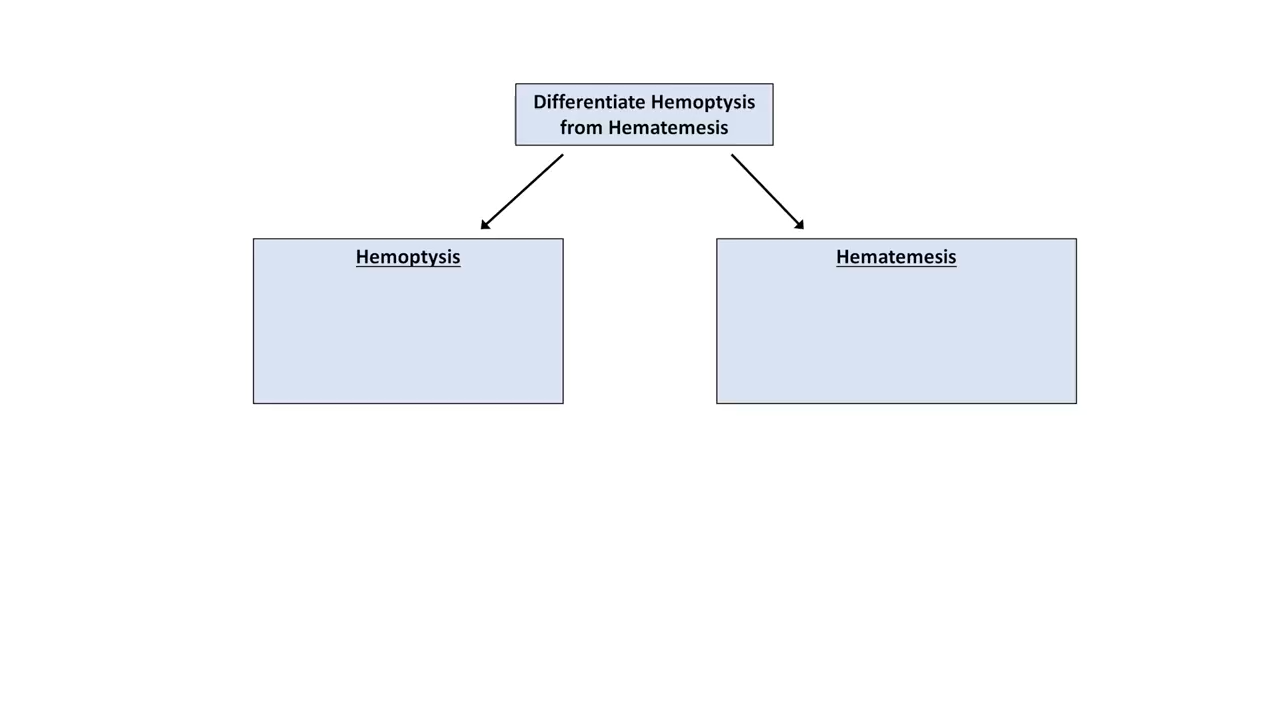 Differentiate Hemoptysis
from Hematemesis
Hemoptysis
Hematemesis